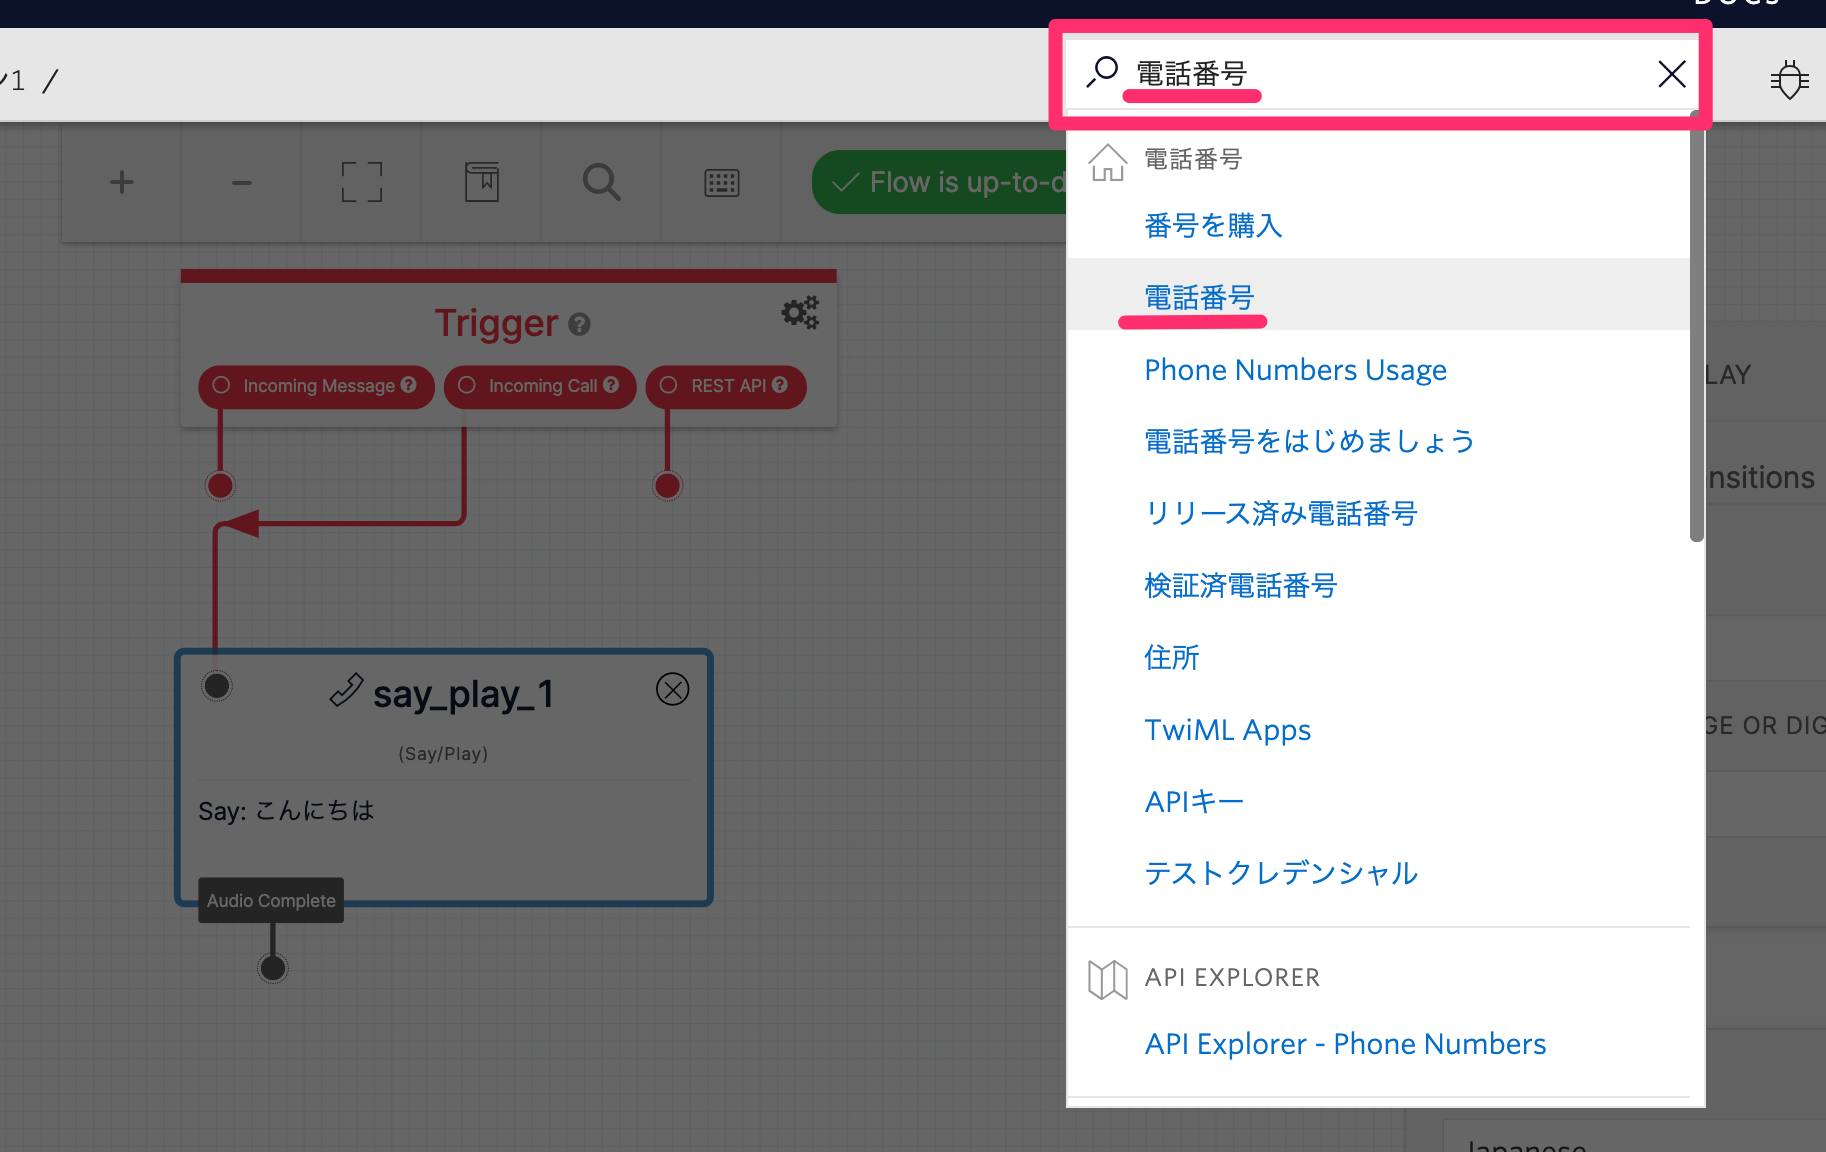 Docs
ン1 /
電話番号
Flow is up-to-d
電話番号
番号を購入
電話番号
Phone Numbers Usage
電話番号をはじめましょう
リリース済み電話番号
検証済電話番号
住所
TwiML Apps
APIキー
テストクレデンシャル
API EXPLORER
API Explorer - Phone Numbers
Trigger
Incoming Message
Incoming Call
REST API
say_play_1
(Say/Play)
Say: こんにちは
Audio Complete
LAY
nsitions
GE OR DIG
Japanese